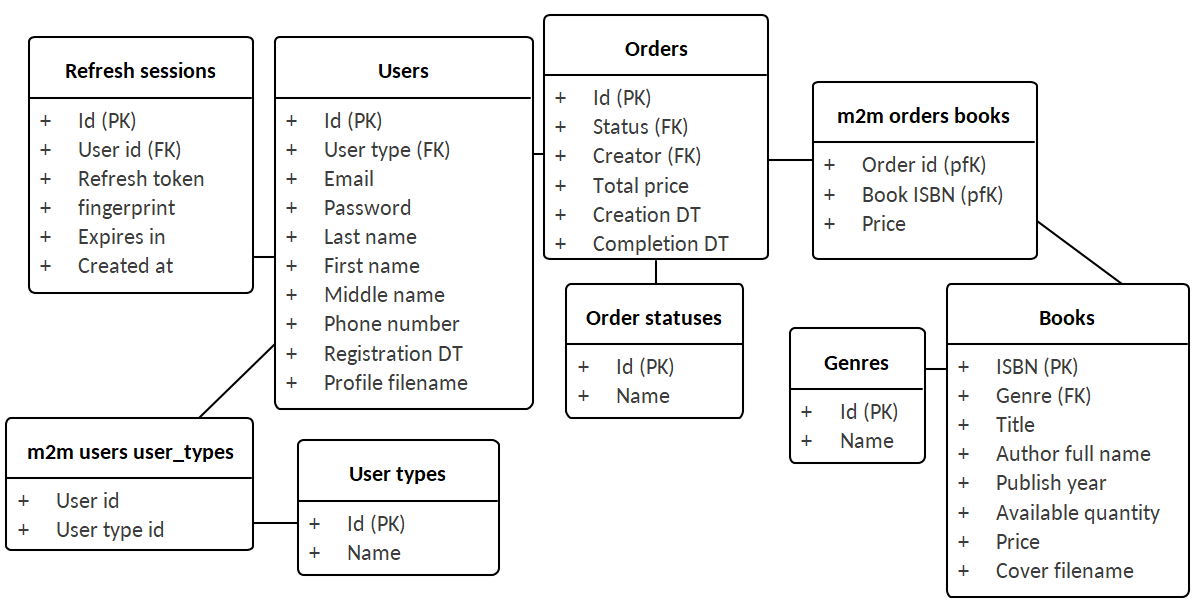 Refresh sessions
+ Id (PK)
+ User id (FK)
+ Refresh token
+ fingerprint
+ Expires in
+ Created at
Users
+ Id (PK)
+ User type (FK)
+ Email
+ Password
+ Last name
+ First name
+ Middle name
+ Phone number
+ Registration DT
+ Profile filename
Orders
+ Id (PK)
+ Status (FK)
+ Creator (FK)
+ Total price
+ Creation DT
+ Completion DT
m2m orders books
+ Order id (pfK)
+ Book ISBN (pfK)
+ Price
Order statuses
+ Id (PK)
+ Name
Genres
+ Id (PK)
+ Name
Books
+ ISBN (PK)
+ Genre (FK)
+ Title
+ Author full name
+ Publish year
+ Available quantity
+ Price
+ Cover filename
m2m users user_types
+ User id
+ User type id
User types
+ Id (PK)
+ Name